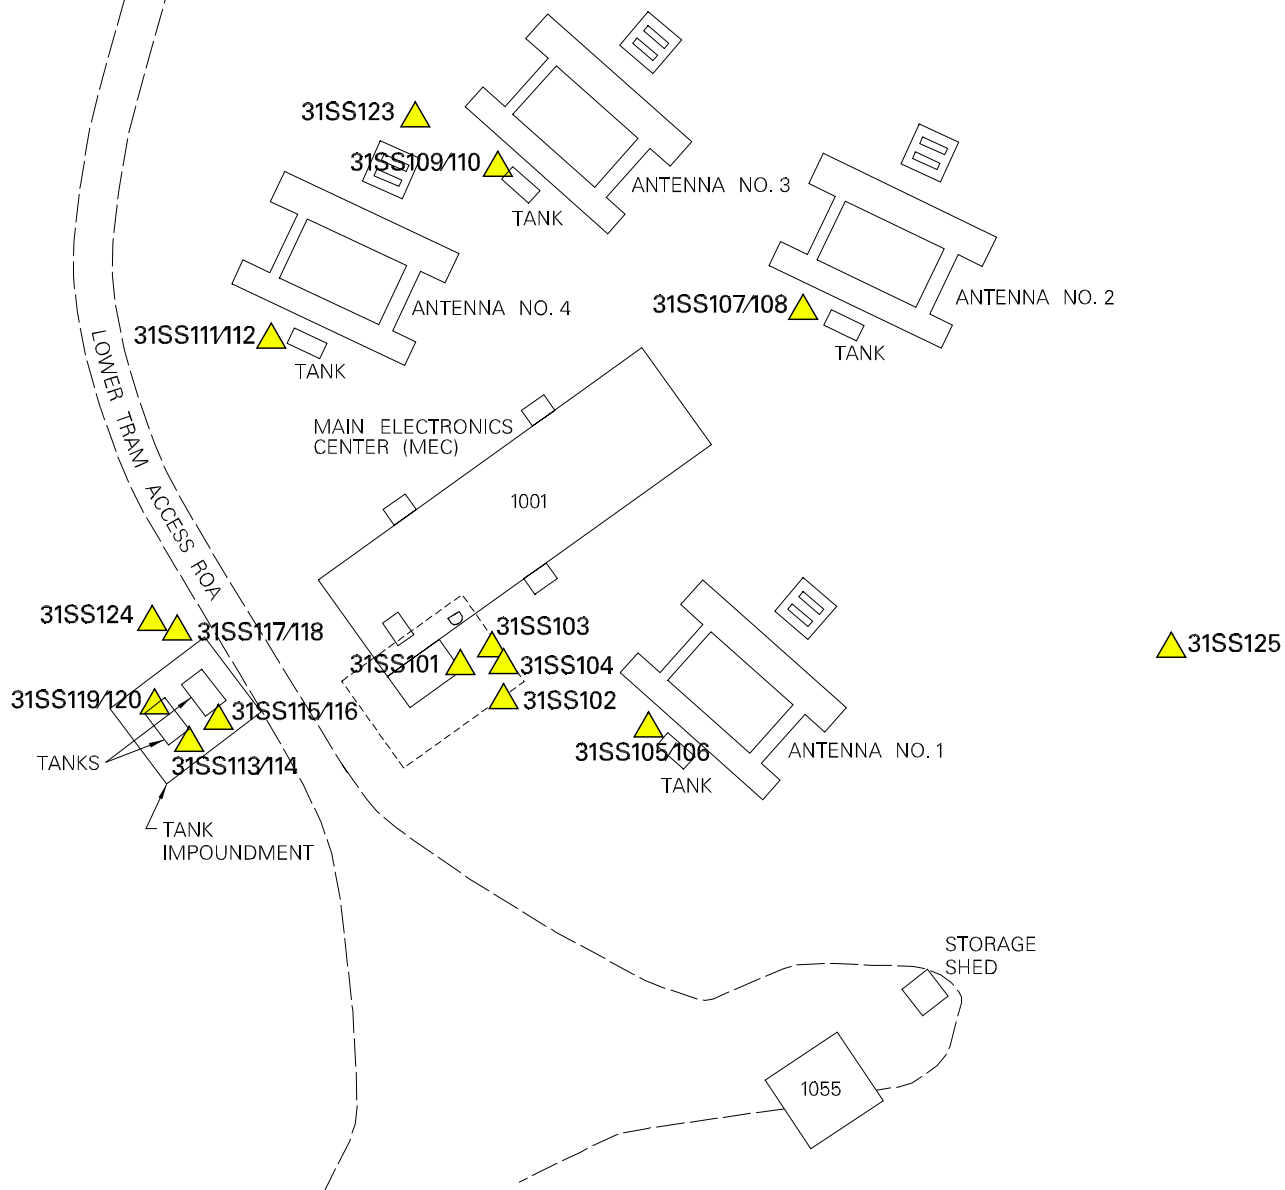 31SS123
31SS109/110
ANTENNA NO. 3
TANK
ANTENNA NO. 4
31SS107/108
ANTENNA NO. 2
31SS111/112
TANK
TANK
LOWER TRAM ACCESS ROA
MAIN ELECTRONICS
CENTER (MEC)
1001
31SS124
31SS117/118
31SS103
31SS101
31SS104
31SS125
31SS119/120
31SS115/116
31SS102
TANKS
31SS113/114
31SS105/106
ANTENNA NO. 1
TANK
TANK
IMPOUNDMENT
STORAGE
SHED
1055